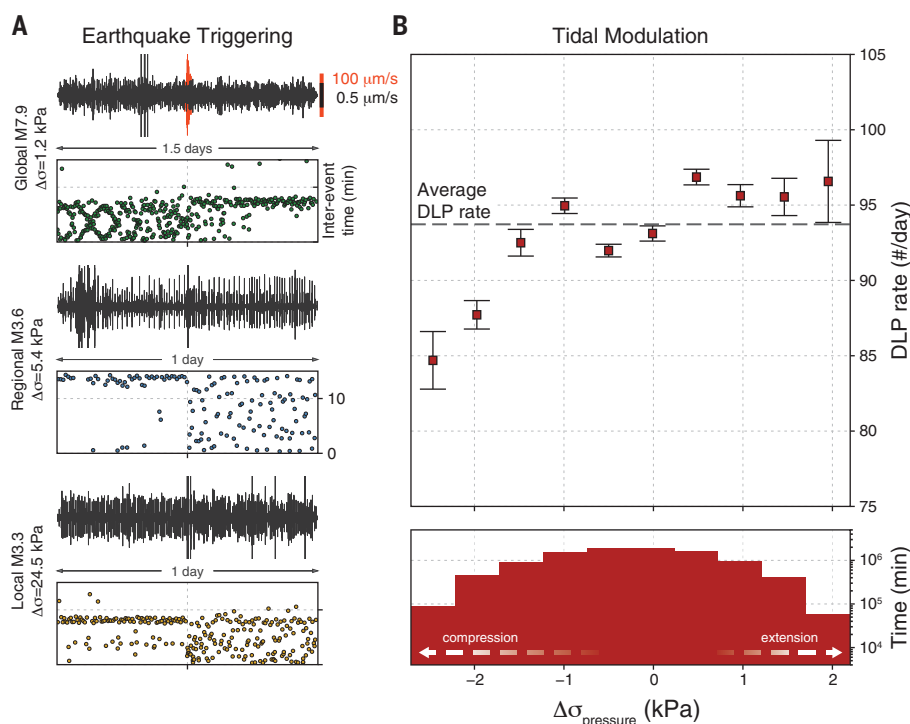 A
Earthquake Triggering
Global M7.9
Δσ=1.2 kPa
100 μm/s
0.5 μm/s
1.5 days
Inter-event
time (min)
Regional M3.6
Δσ=5.4 kPa
1 day
10
0
Local M3.3
Δσ=24.5 kPa
1 day
B
Tidal Modulation
Average
DLP rate
105
100
95
90
85
80
75
DLP rate (#/day)
compression
extension
10⁶
10⁵
10⁴
Time (min)
−2
−1
0
1
2
Δσpressure (kPa)